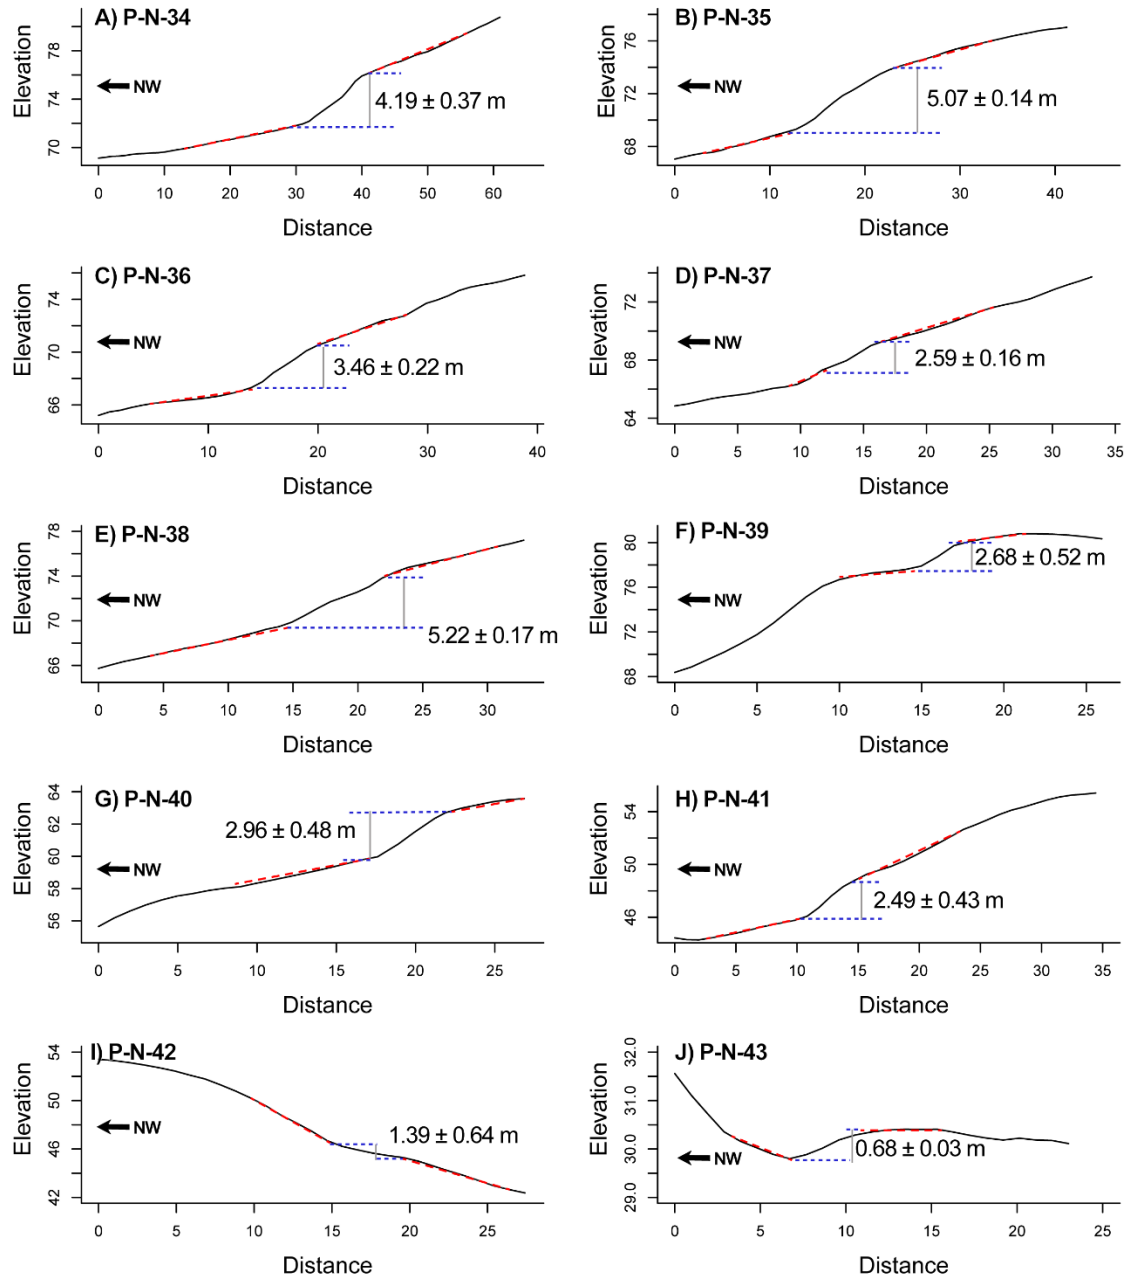 A) P-N-34
Elevation
78
74
70
NW
4.19 ± 0.37 m
0 10 20 30 40 50 60
Distance
B) P-N-35
Elevation
76
72
68
NW
5.07 ± 0.14 m
0 10 20 30 40
Distance
C) P-N-36
Elevation
74
70
66
NW
3.46 ± 0.22 m
0 10 20 30 40
Distance
D) P-N-37
Elevation
72
68
64
NW
2.59 ± 0.16 m
0 5 10 15 20 25 30 35
Distance
E) P-N-38
Elevation
78
74
70
66
NW
5.22 ± 0.17 m
0 5 10 15 20 25 30
Distance
F) P-N-39
Elevation
80
76
72
68
NW
2.68 ± 0.52 m
0 5 10 15 20 25
Distance
G) P-N-40
Elevation
64
62
60
58
56
NW
2.96 ± 0.48 m
0 5 10 15 20 25
Distance
H) P-N-41
Elevation
54
50
46
NW
2.49 ± 0.43 m
0 5 10 15 20 25 30 35
Distance
I) P-N-42
Elevation
54
50
46
42
NW
1.39 ± 0.64 m
0 5 10 15 20 25
Distance
J) P-N-43
Elevation
32.0
31.0
30.0
29.0
NW
0.68 ± 0.03 m
0 5 10 15 20 25
Distance